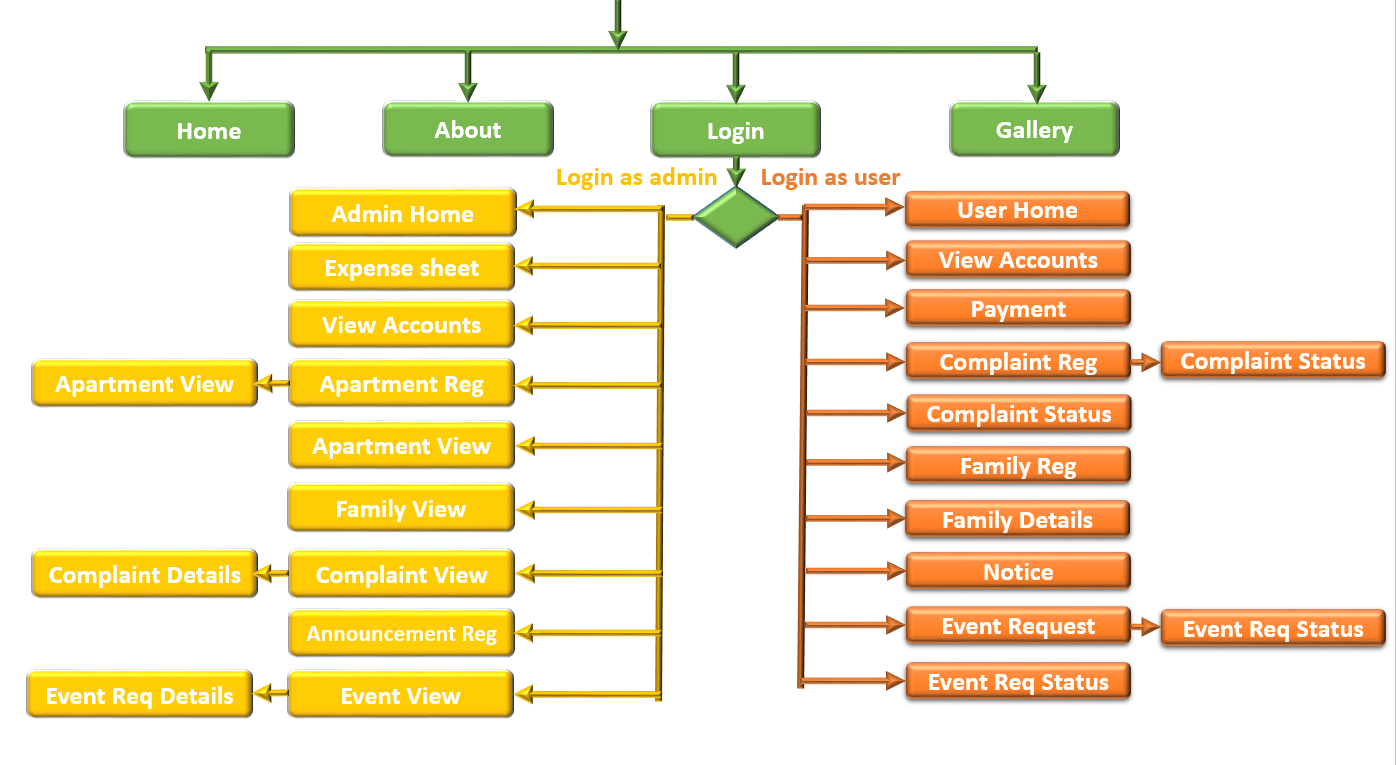 Home
About
Login
Gallery
Login as admin
Login as user
Admin Home
Expense sheet
View Accounts
Apartment Reg
Apartment View
Apartment View
Family View
Complaint View
Complaint Details
Announcement Reg
Event View
Event Req Details
User Home
View Accounts
Payment
Complaint Reg
Complaint Status
Complaint Status
Family Reg
Family Details
Notice
Event Request
Event Req Status
Event Req Status